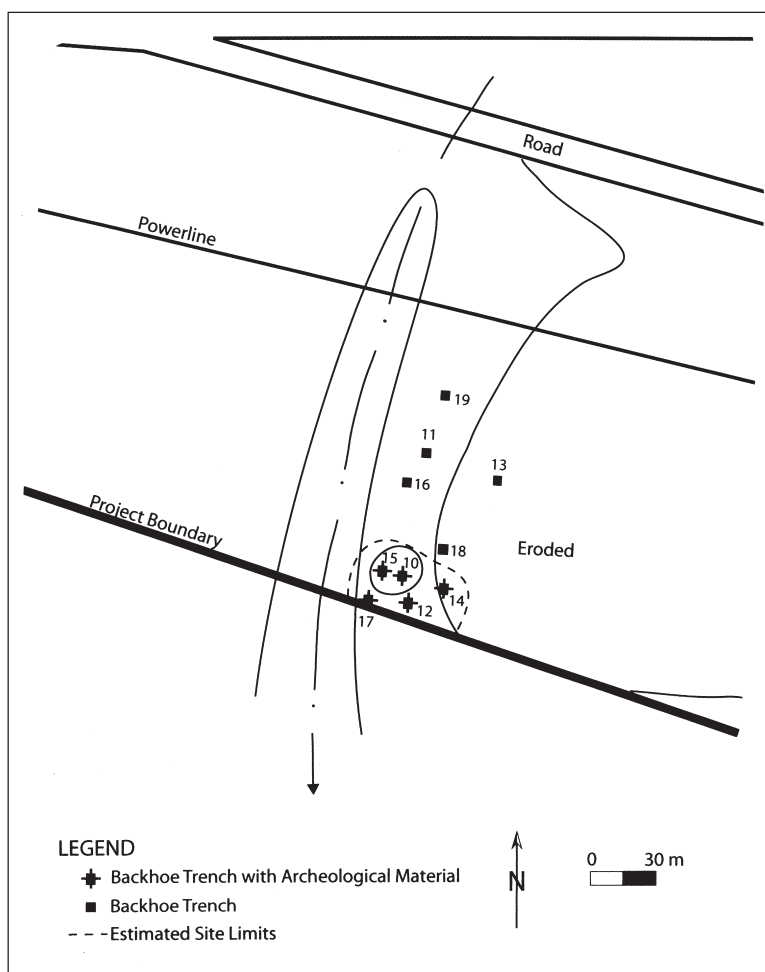 Road
Powerline
19
11
16
13
Project Boundary
18
Eroded
15
10
14
12
17
LEGEND
Backhoe Trench with Archeological Material
Backhoe Trench
Estimated Site Limits
N
0 30 m